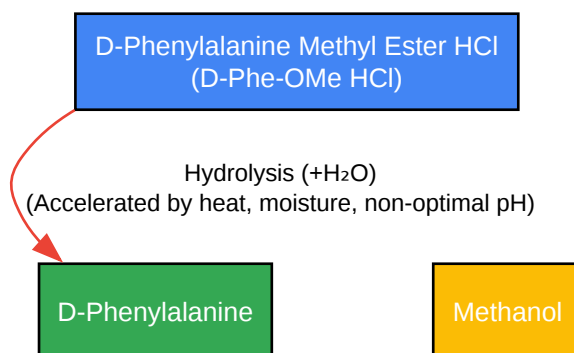 D-Phenylalanine Methyl Ester HCl
(D-Phe-OMe HCl)
Hydrolysis (+H₂O)
(Accelerated by heat, moisture, non-optimal pH)
D-Phenylalanine
Methanol